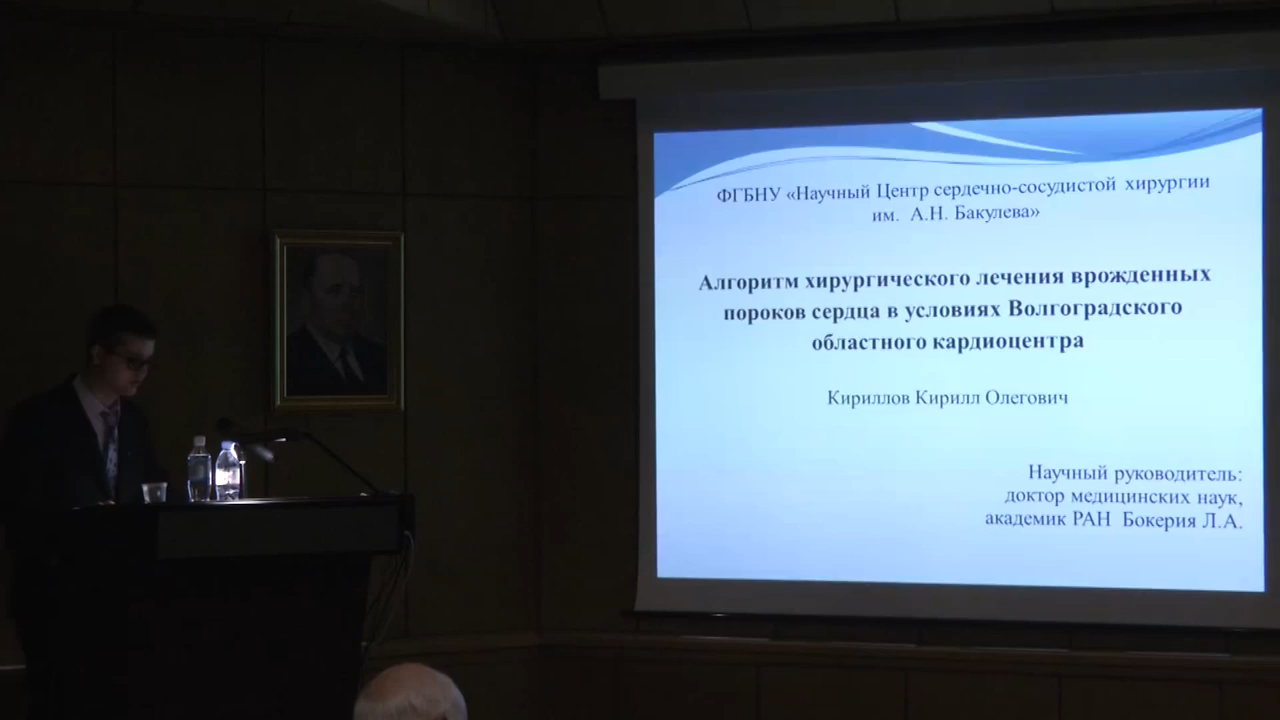 ФГБНУ «Научный Центр сердечно-сосудистой хирургии
им. А.Н. Бакулева»
Алгоритм хирургического лечения врожденных
пороков сердца в условиях Волгоградского
областного кардиоцентра
Кириллов Кирилл Олегович
Научный руководитель:
доктор медицинских наук,
академик РАН Бокерия Л.А.